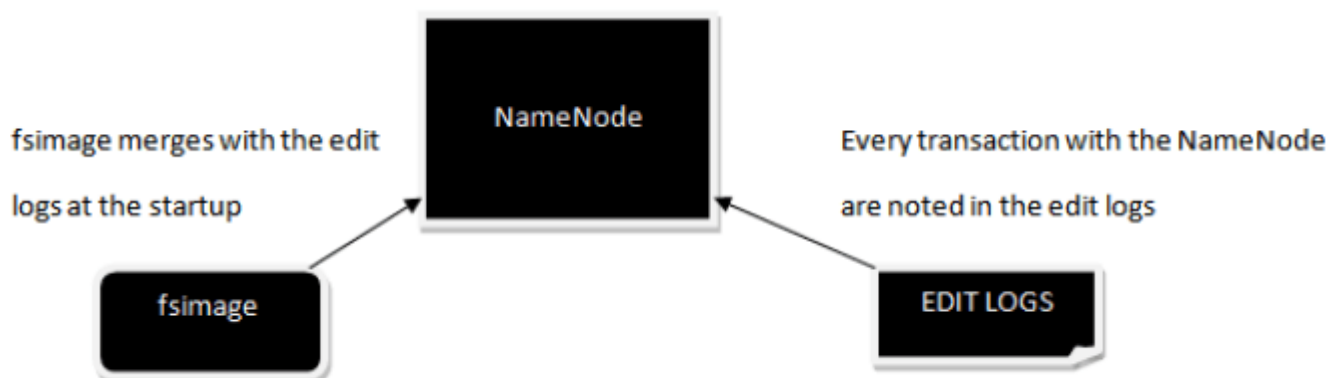 NameNode
fsimage merges with the edit
logs at the startup
Every transaction with the NameNode
are noted in the edit logs
fsimage
EDIT LOGS